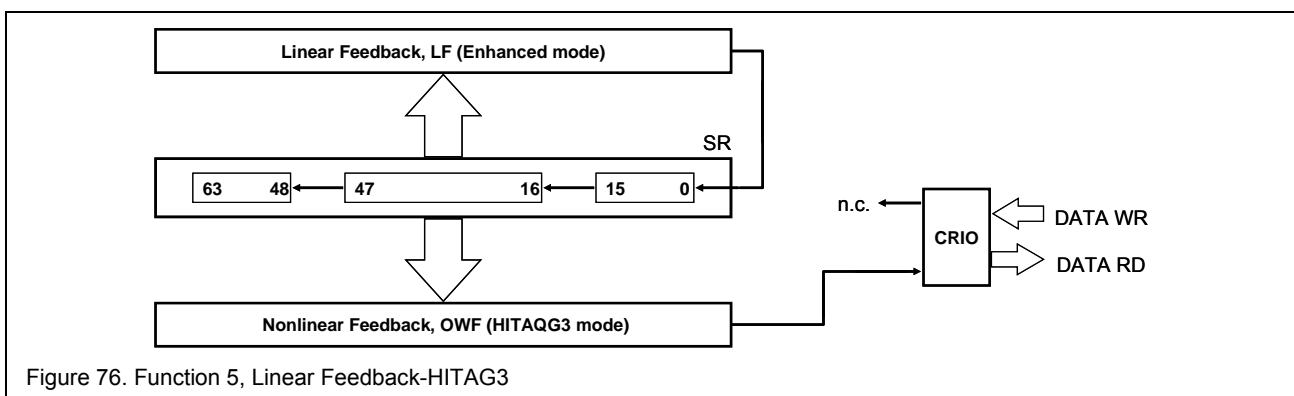 Linear Feedback, LF (Enhanced mode)
SR
63 48 47 16 15 0
n.c.
CRIO
DATA WR
DATA RD
Nonlinear Feedback, OWF (HITAQG3 mode)
Figure 76. Function 5, Linear Feedback-HITAG3